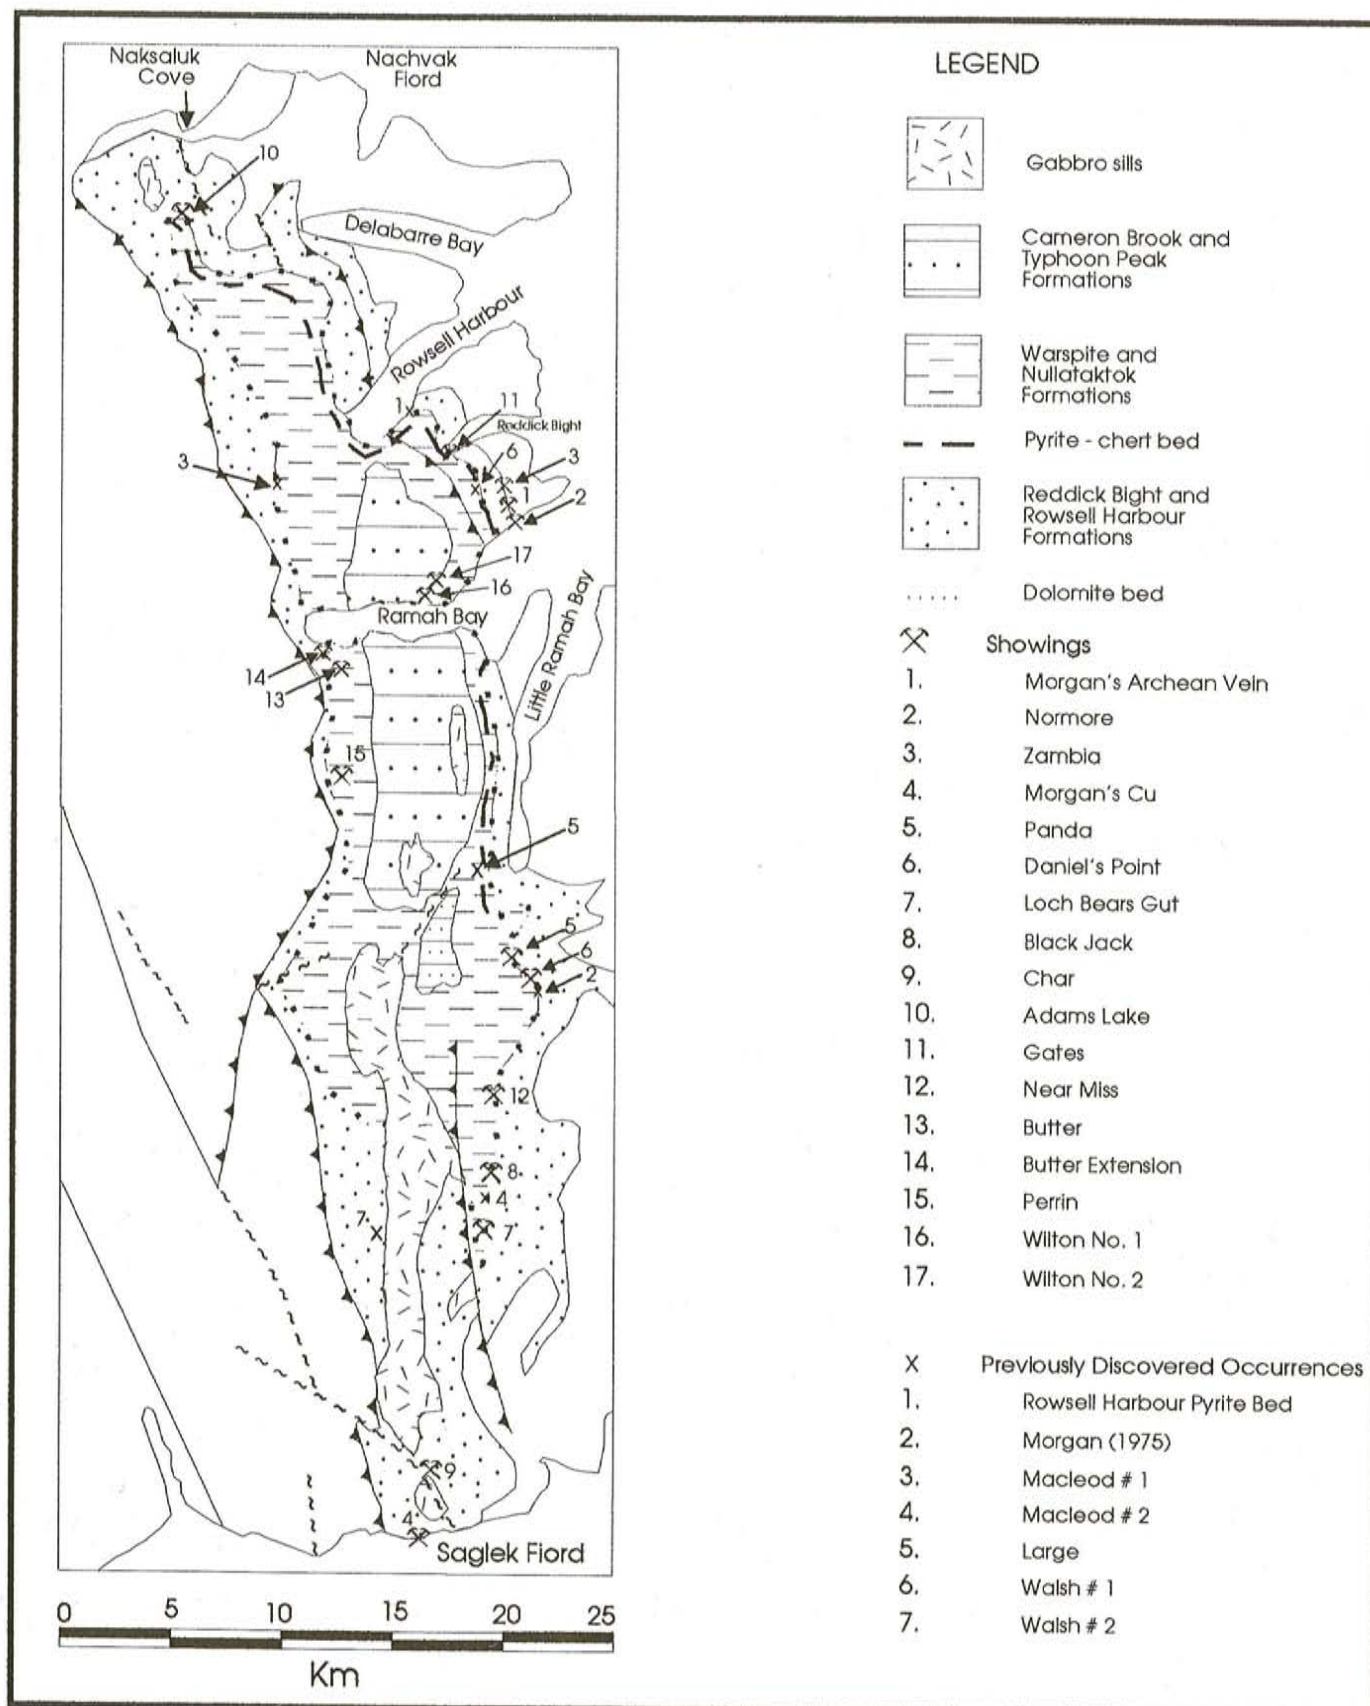 Naksaluk
Cove
Nachvak
Fiord
10
Delabarre Bay
Rowsell Harbour
1
11
Reddick Bight
6
3
3
1
2
17
16
Ramah Bay
Little Ramah Bay
14
13
15
5
5
6
2
12
8
4
7
7
9
4
Saglek Fiord
0 5 10 15 20 25
Km
LEGEND
Gabbro sills
Cameron Brook and
Typhoon Peak
Formations
Warspite and
Nullataktok
Formations
Pyrite - chert bed
Reddick Bight and
Rowsell Harbour
Formations
Dolomite bed
Showings
1. Morgan's Archean Vein
2. Normore
3. Zambia
4. Morgan's Cu
5. Panda
6. Daniel's Point
7. Loch Bears Gut
8. Black Jack
9. Char
10. Adams Lake
11. Gates
12. Near Miss
13. Butter
14. Butter Extension
15. Perrin
16. Wilton No. 1
17. Wilton No. 2
X Previously Discovered Occurrences
1. Rowsell Harbour Pyrite Bed
2. Morgan (1975)
3. Macleod # 1
4. Macleod # 2
5. Large
6. Walsh # 1
7. Walsh # 2